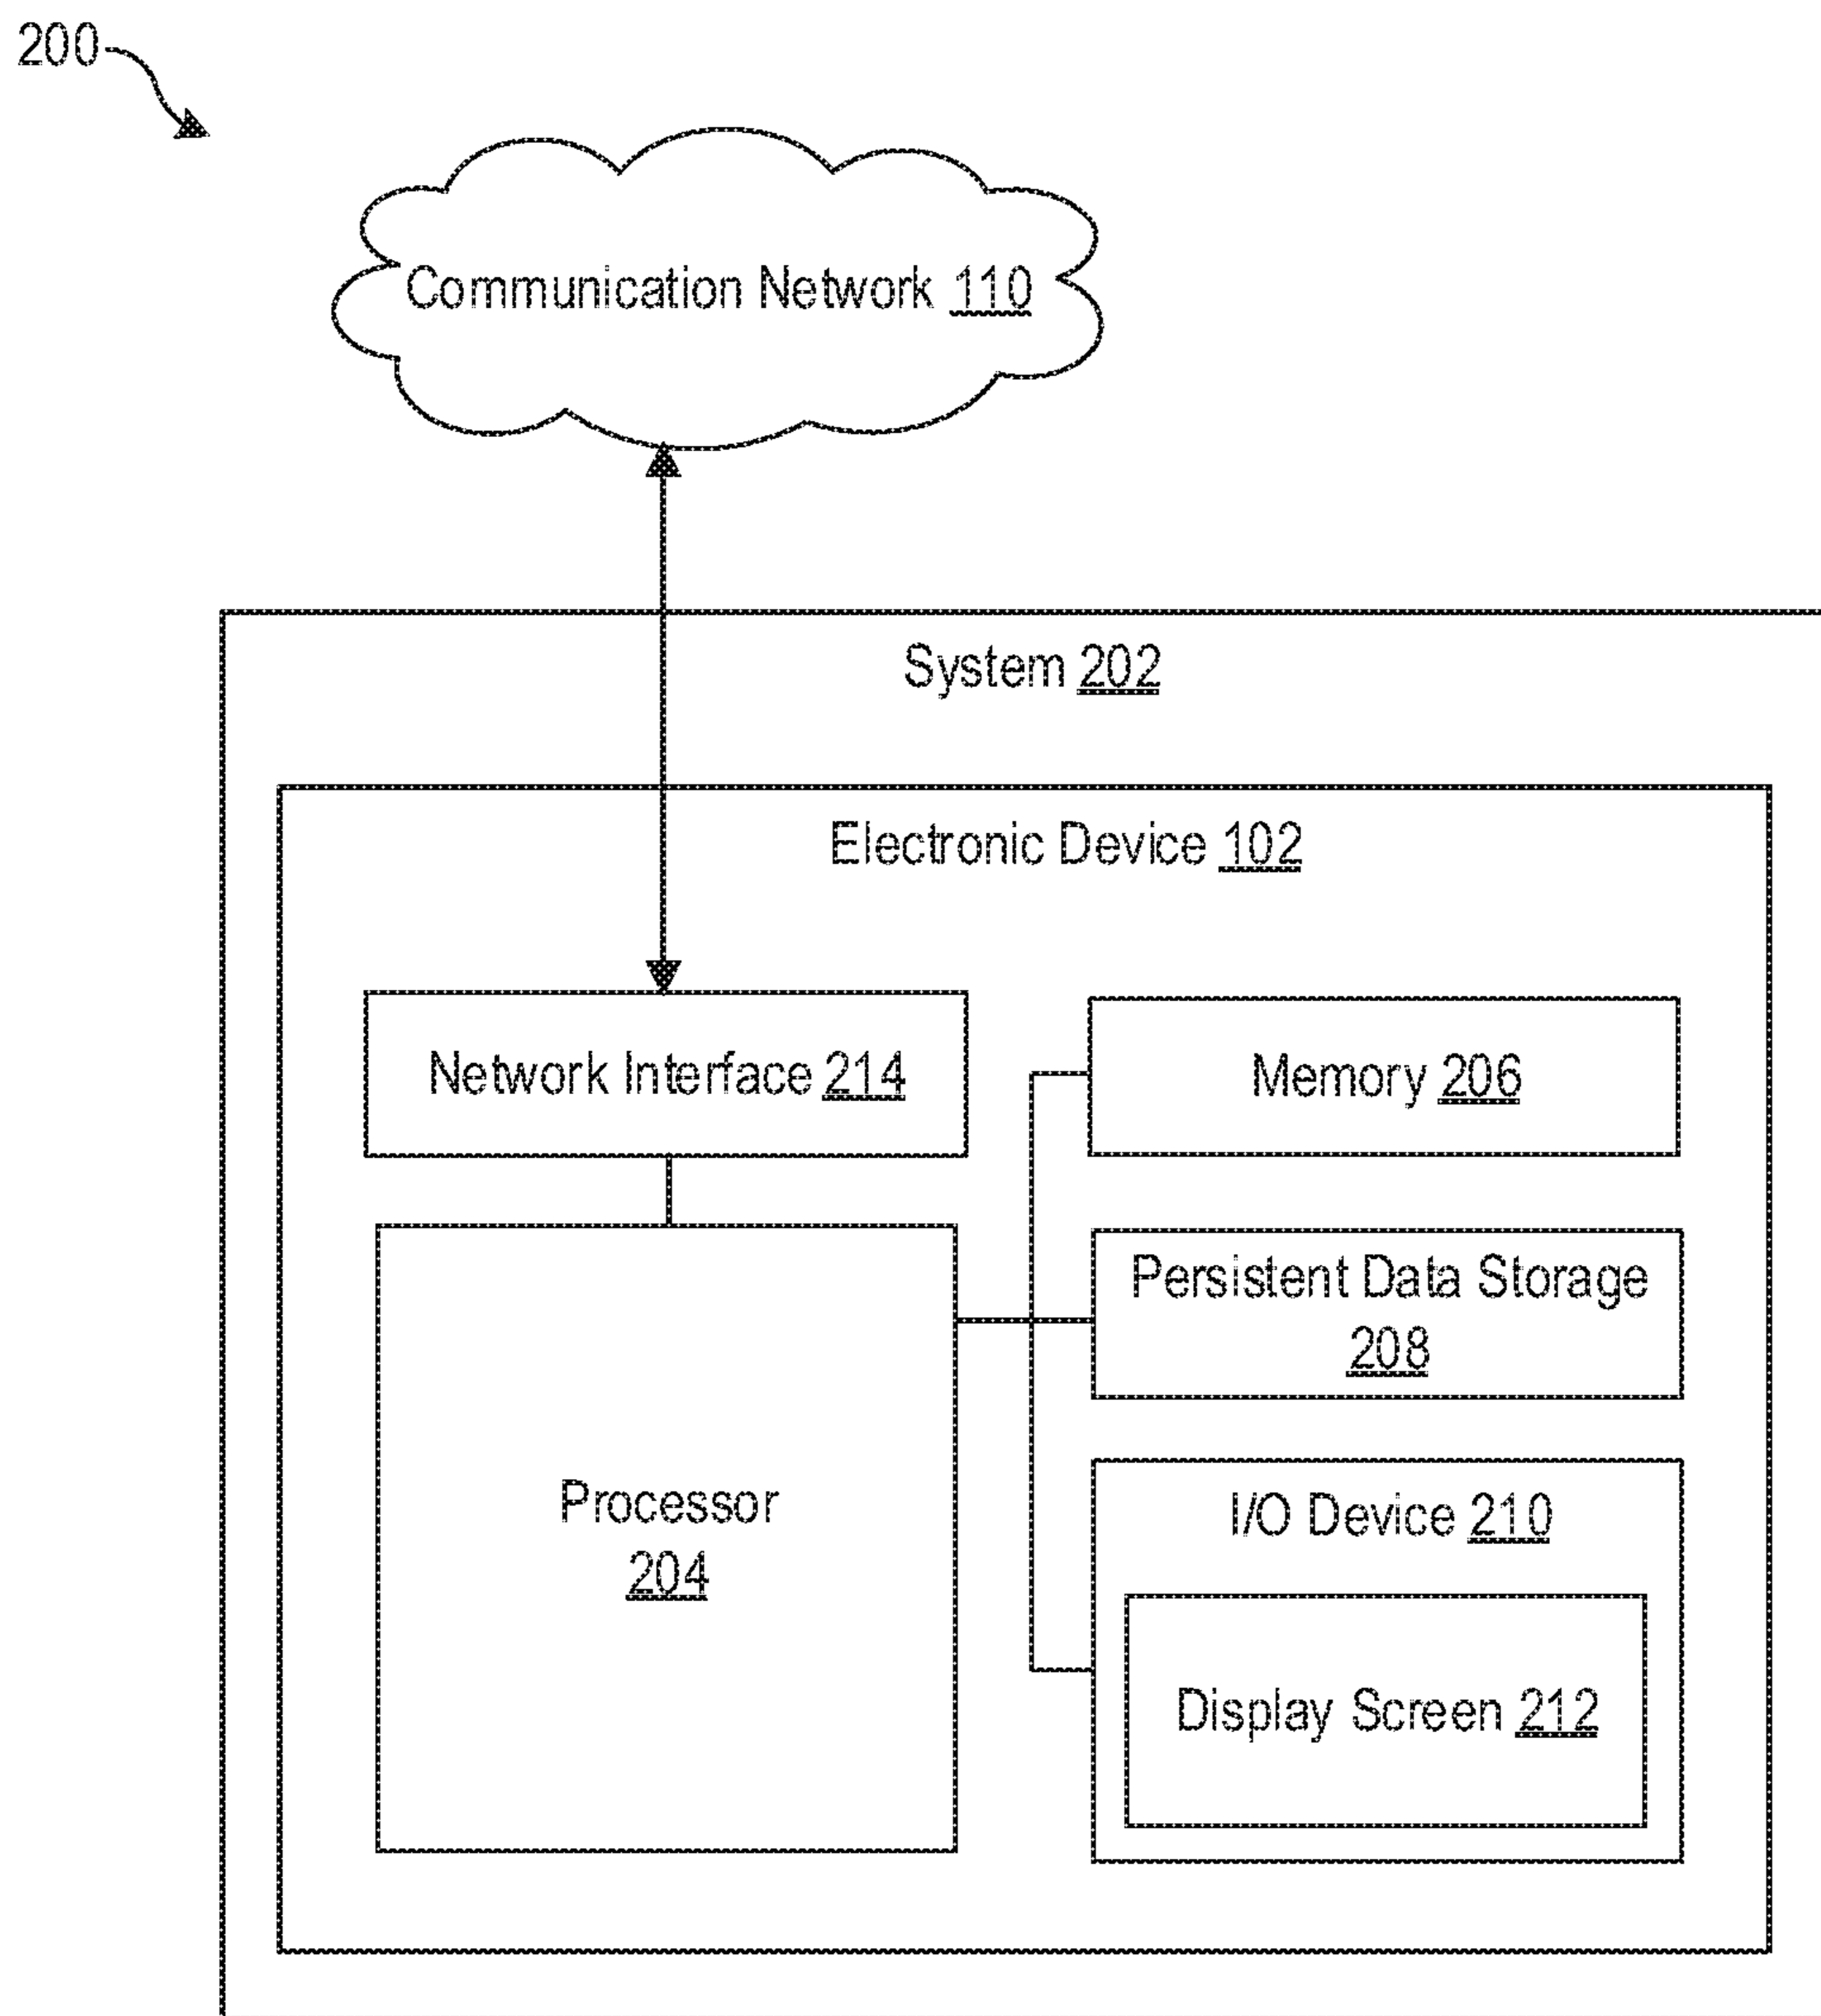 200
Communication Network 110
System 202
Electronic Device 102
Network Interface 214
Memory 206
Persistent Data Storage
208
Processor
204
I/O Device 210
Display Screen 212